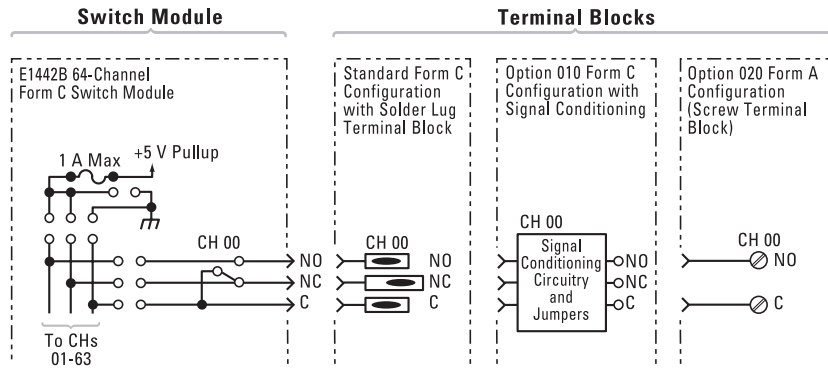 Switch Module
Terminal Blocks
E1442B 64-Channel
Form C Switch Module
1 A Max
+5 V Pullup
CH 00
NO
NC
C
To CHs
01-63
Standard Form C
Configuration
with Solder Lug
Terminal Block
CH 00
NO
NC
C
Option 010 Form C
Configuration with
Signal Conditioning
CH 00
Signal
Conditioning
Circuitry
and
Jumpers
NO
NC
C
Option 020 Form A
Configuration
(Screw Terminal
Block)
CH 00
NO
C